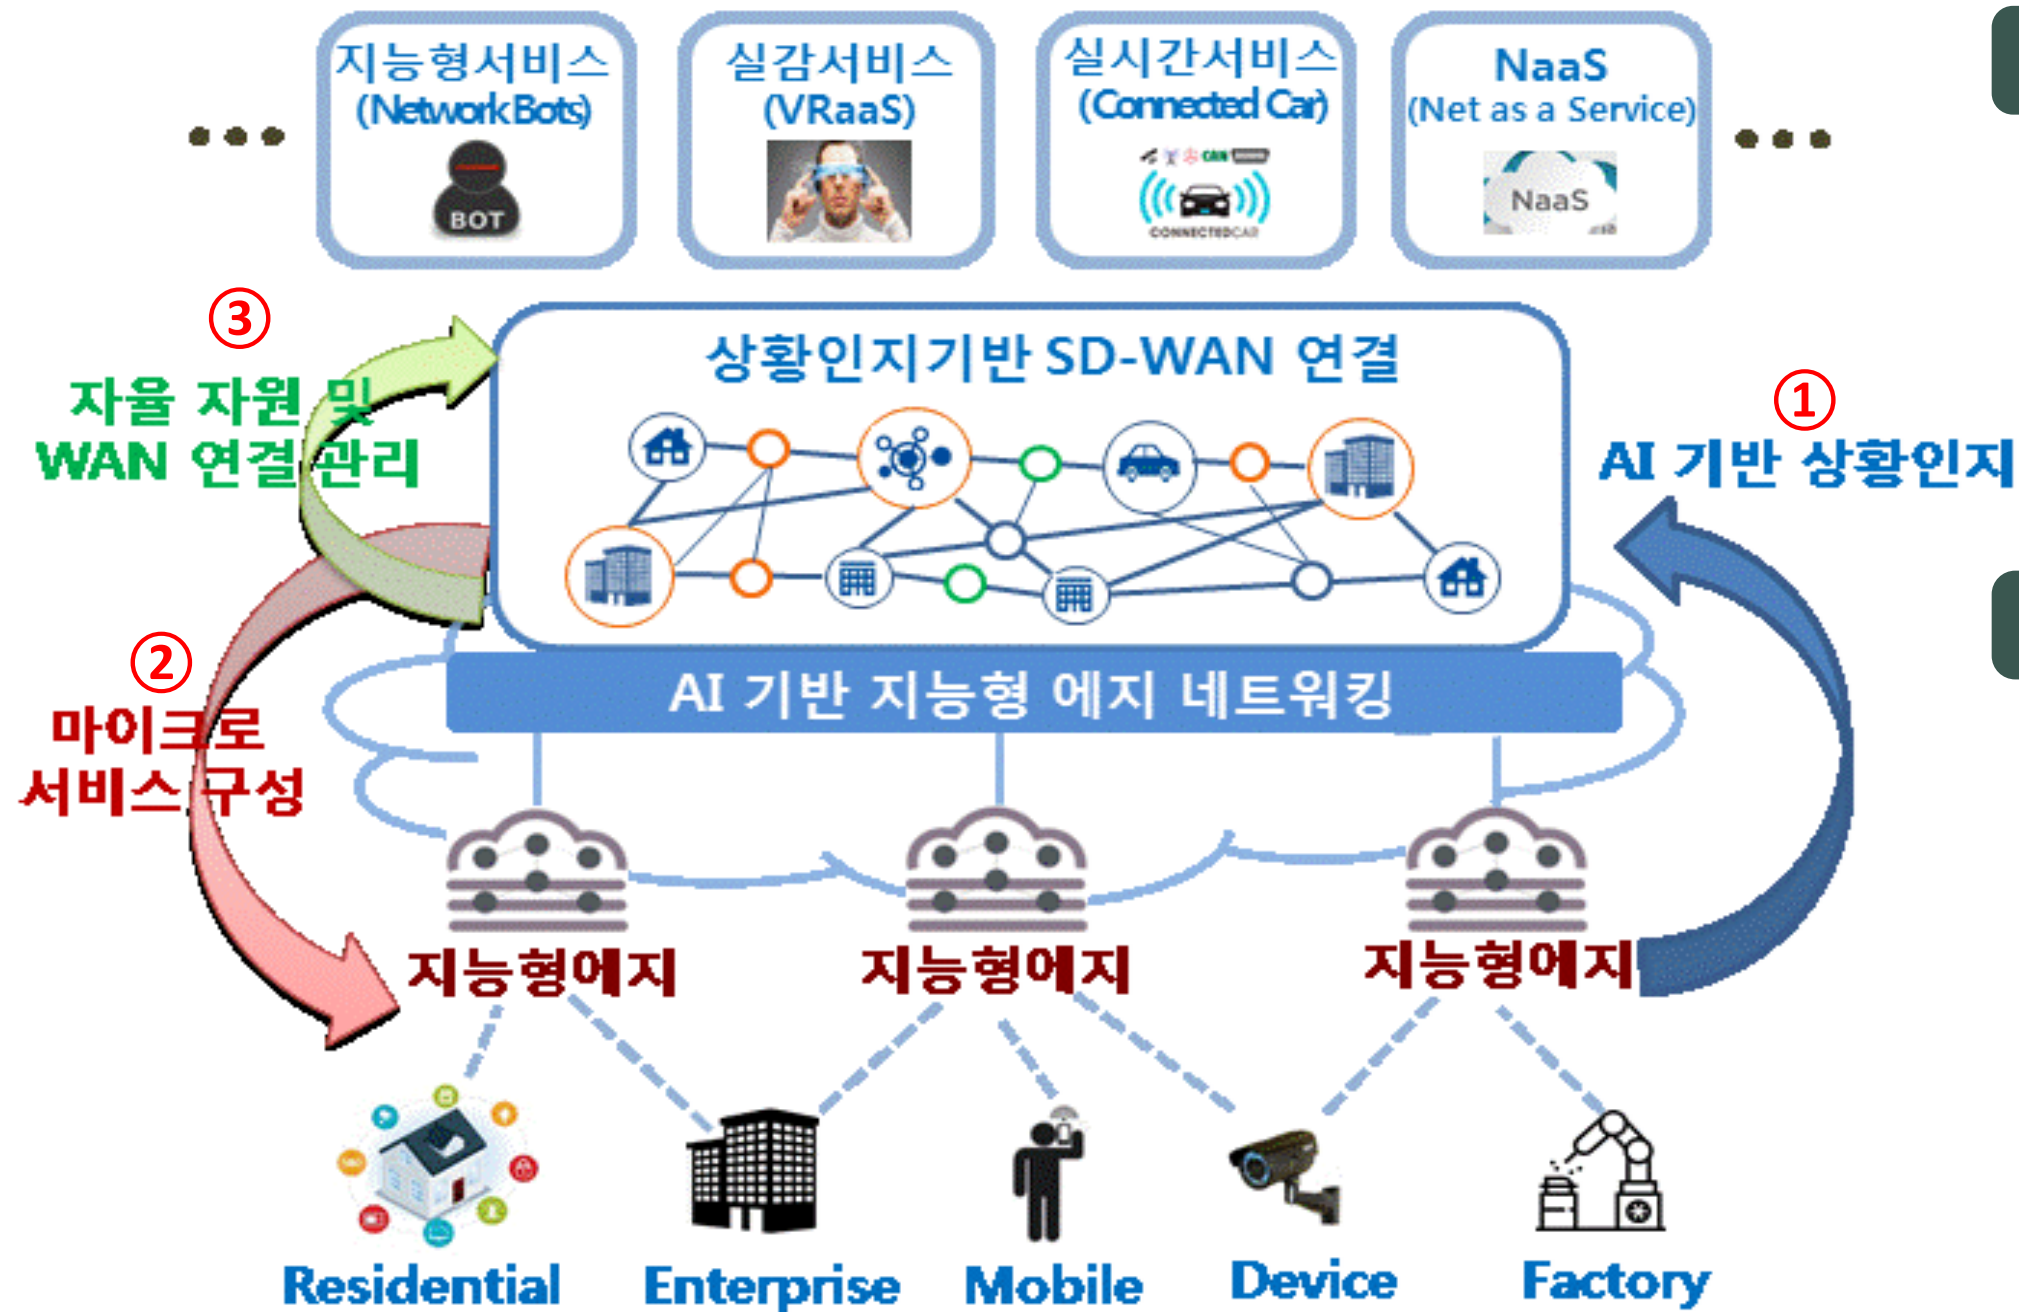 지능형서비스
(Network Bots)
BOT
실감서비스
(VRaaS)
실시간서비스
(Connected Car)
CAN
CONNECTEDCAR
NaaS
(Net as a Service)
NaaS
③
자율 자원 및
WAN 연결 관리
상황인지기반 SD-WAN 연결
①
AI 기반 상황인지
②
마이크로
서비스 구성
AI 기반 지능형 에지 네트워킹
지능형에지
지능형에지
지능형에지
Residential
Enterprise
Mobile
Device
Factory